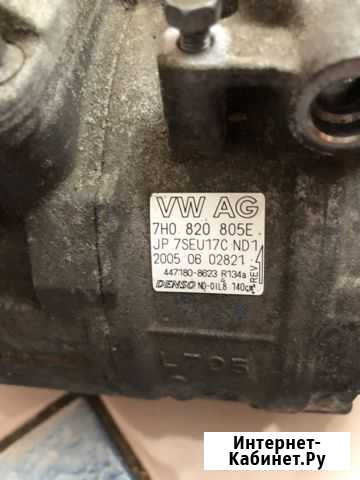 VW AG
7H0 820 805E
JP 7SEU17C ND1
2005 06 02821
447180-8623 R134a
DENSO ND-OIL8 140cm³
REV.
LT05
Интернет-
Кабинет.Ру